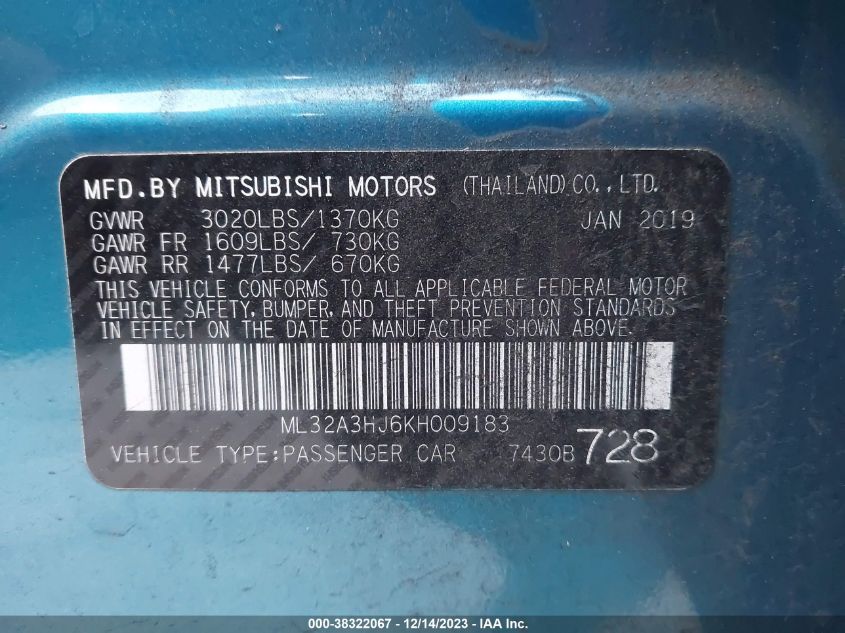 MFD.BY MITSUBISHI MOTORS (THAILAND) CO., LTD.
GVWR 3020LBS/1370KG JAN 2019
GAWR FR 1609LBS/ 730KG
GAWR RR 1477LBS/ 670KG
THIS VEHICLE CONFORMS TO ALL APPLICABLE FEDERAL MOTOR
VEHICLE SAFETY, BUMPER, AND THEFT PREVENTION STANDARDS
IN EFFECT ON THE DATE OF MANUFACTURE SHOWN ABOVE.
ML32A3HJ6KH009183
VEHICLE TYPE:PASSENGER CAR 7430B 728
000-38322067 - 12/14/2023 - IAA Inc.